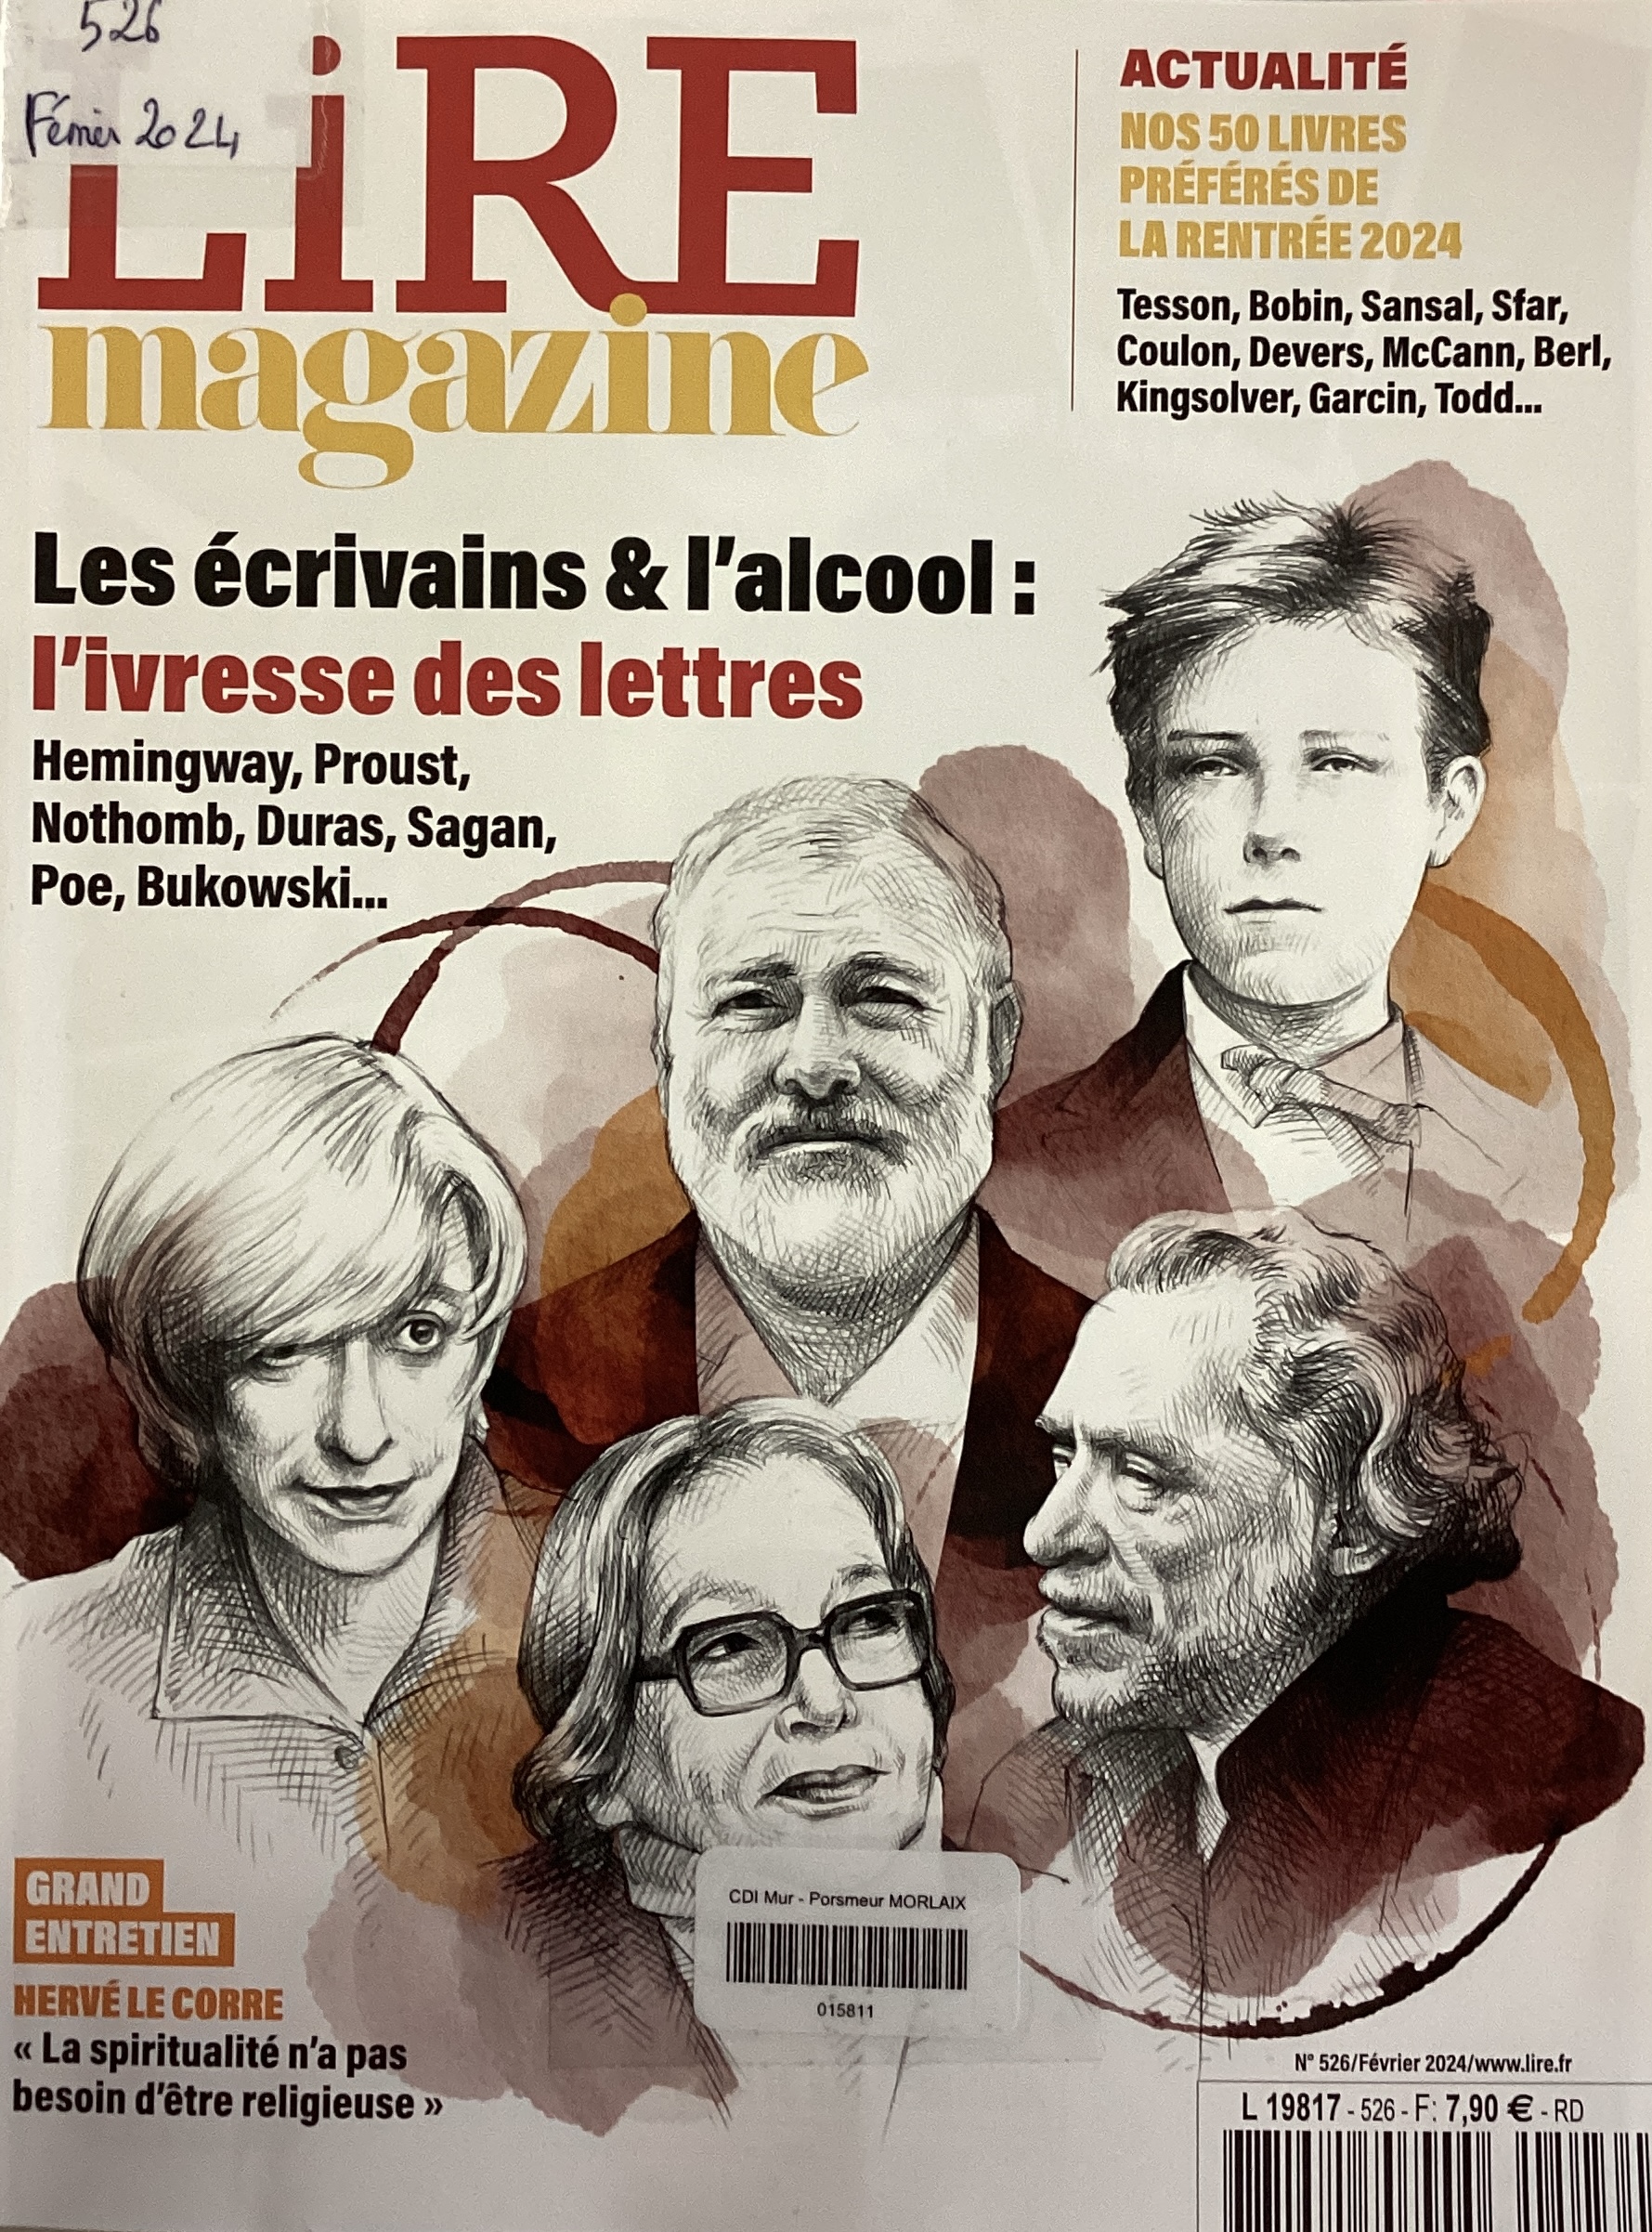 526
Février 2024
LiRE
magazine
ACTUALITÉ
NOS 50 LIVRES
PRÉFÉRÉS DE
LA RENTRÉE 2024
Tesson, Bobin, Sansal, Sfar,
Coulon, Devers, McCann, Berl,
Kingsolver, Garcin, Todd...
Les écrivains & l'alcool :
l'ivresse des lettres
Hemingway, Proust,
Nothomb, Duras, Sagan,
Poe, Bukowski...
GRAND
ENTRETIEN
HERVÉ LE CORRE
« La spiritualité n'a pas
besoin d'être religieuse »
CDI Mur - Porsmeur MORLAIX
015811
N° 526/Février 2024/www.lire.fr
L 19817 - 526 - F: 7,90 € - RD